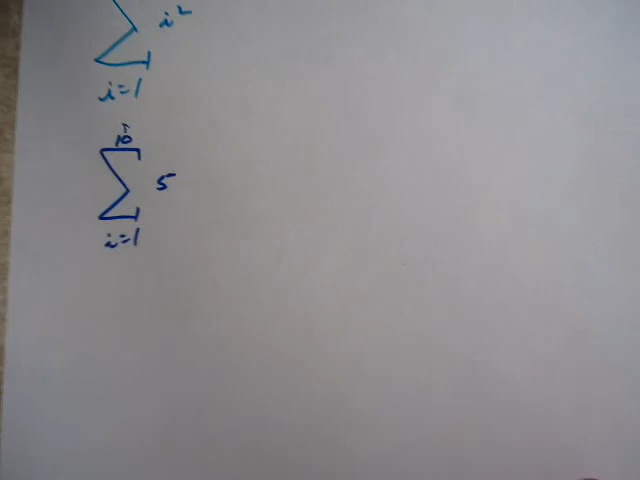 ∑ i²
i=1
10
∑ 5
i=1